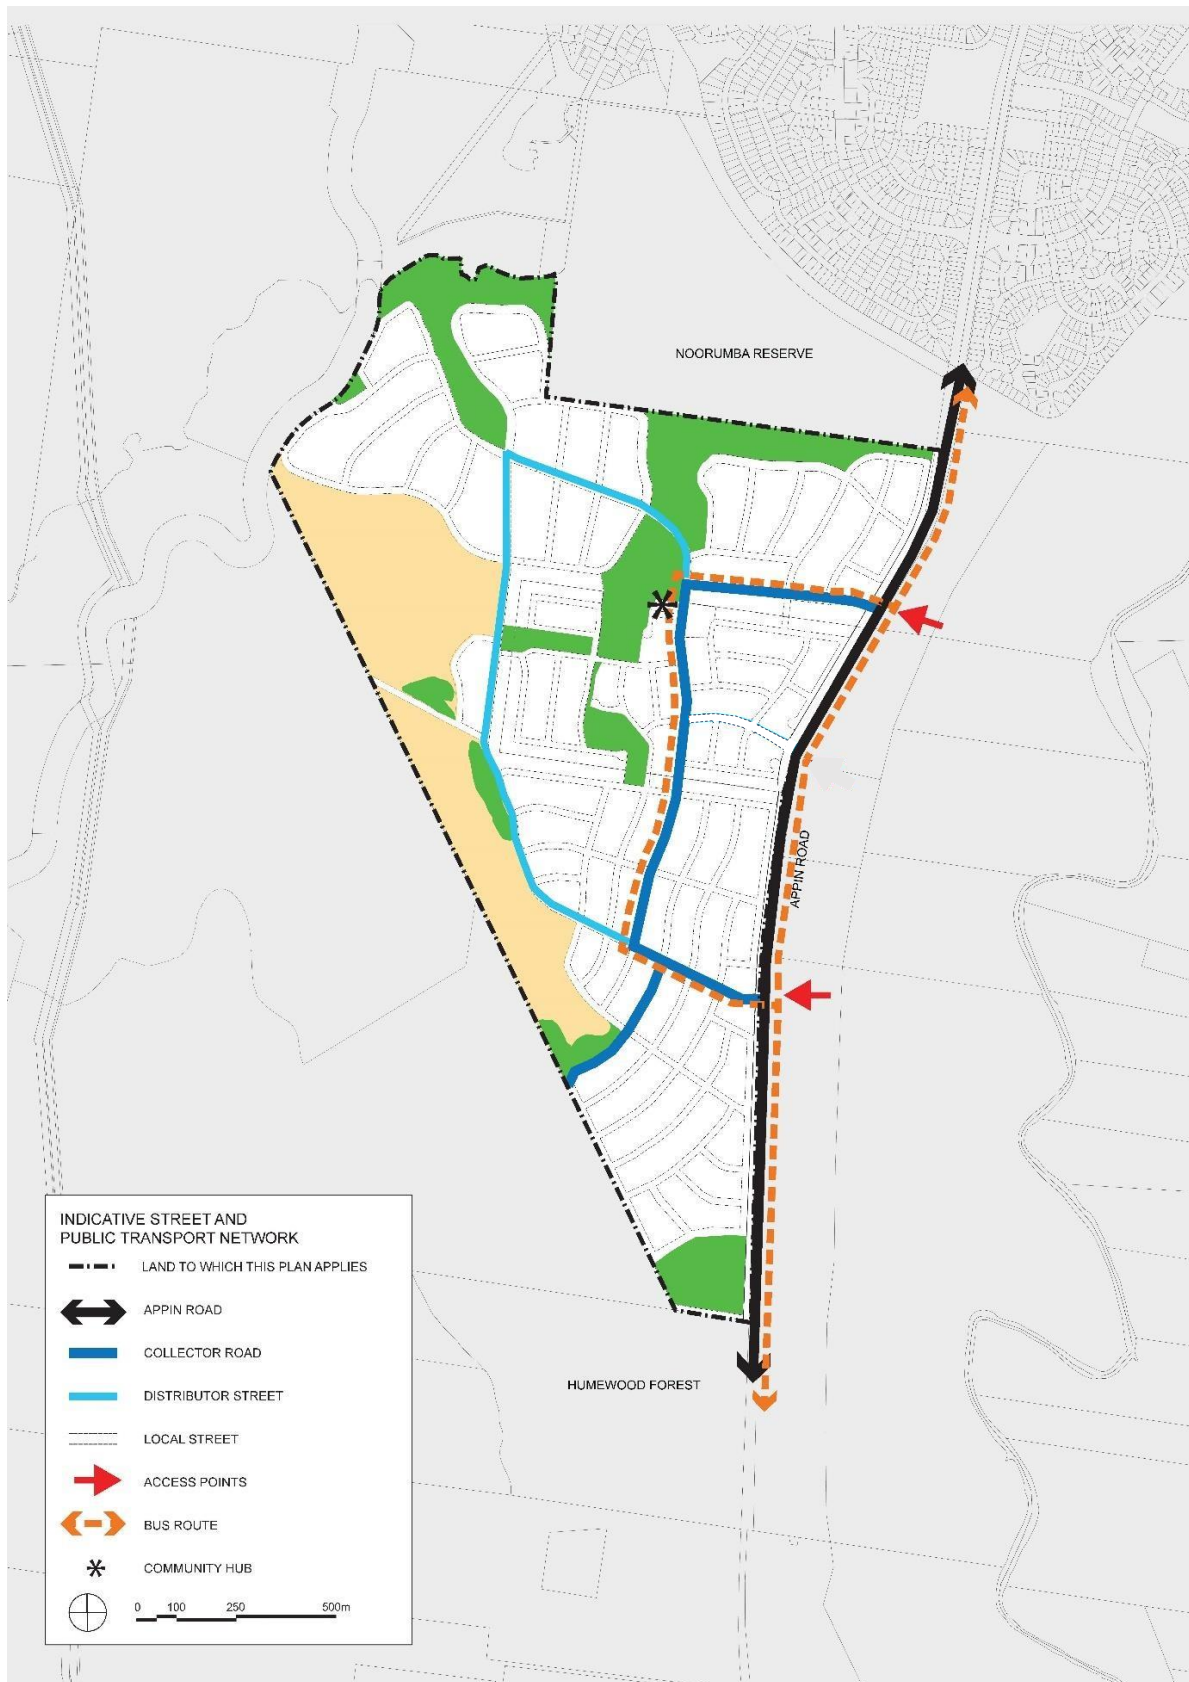 NOORUMBA RESERVE
APPIN ROAD
HUMEWOOD FOREST
INDICATIVE STREET AND
PUBLIC TRANSPORT NETWORK
LAND TO WHICH THIS PLAN APPLIES
APPIN ROAD
COLLECTOR ROAD
DISTRIBUTOR STREET
LOCAL STREET
ACCESS POINTS
BUS ROUTE
COMMUNITY HUB
0 100 250 500m